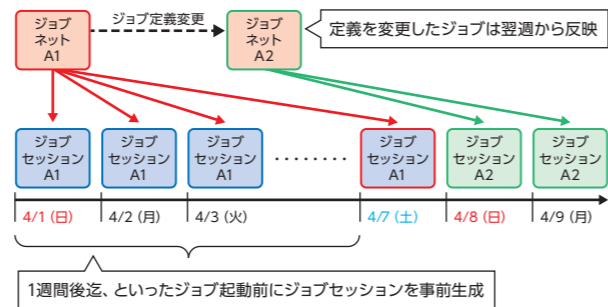 ジョブ
ネット
A1
ジョブ定義変更
ジョブ
ネット
A2
定義を変更したジョブは翌週から反映
ジョブ
セッション
A1
ジョブ
セッション
A1
ジョブ
セッション
A1
‥‥‥‥
ジョブ
セッション
A1
ジョブ
セッション
A2
ジョブ
セッション
A2
4/1 (日)
4/2 (月)
4/3 (火)
4/7 (土)
4/8 (日)
4/9 (月)
1週間後迄、といったジョブ起動前にジョブセッションを事前生成